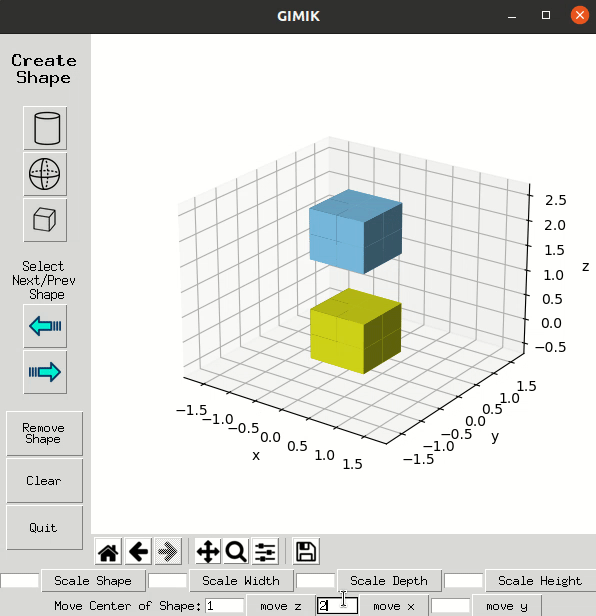 GIMIK
Create
Shape
Select
Next/Prev
Shape
Remove
Shape
Clear
Quit
2.5
2.0
1.5
1.0
0.5
0.0
−0.5
z
−1.5
−1.0
−0.5
0.0
0.5
1.0
1.5
x
−1.5
−1.0
−0.5
0.0
0.5
1.0
1.5
y
Scale Shape Scale Width Scale Depth Scale Height
Move Center of Shape: 1 move z 2 move x move y